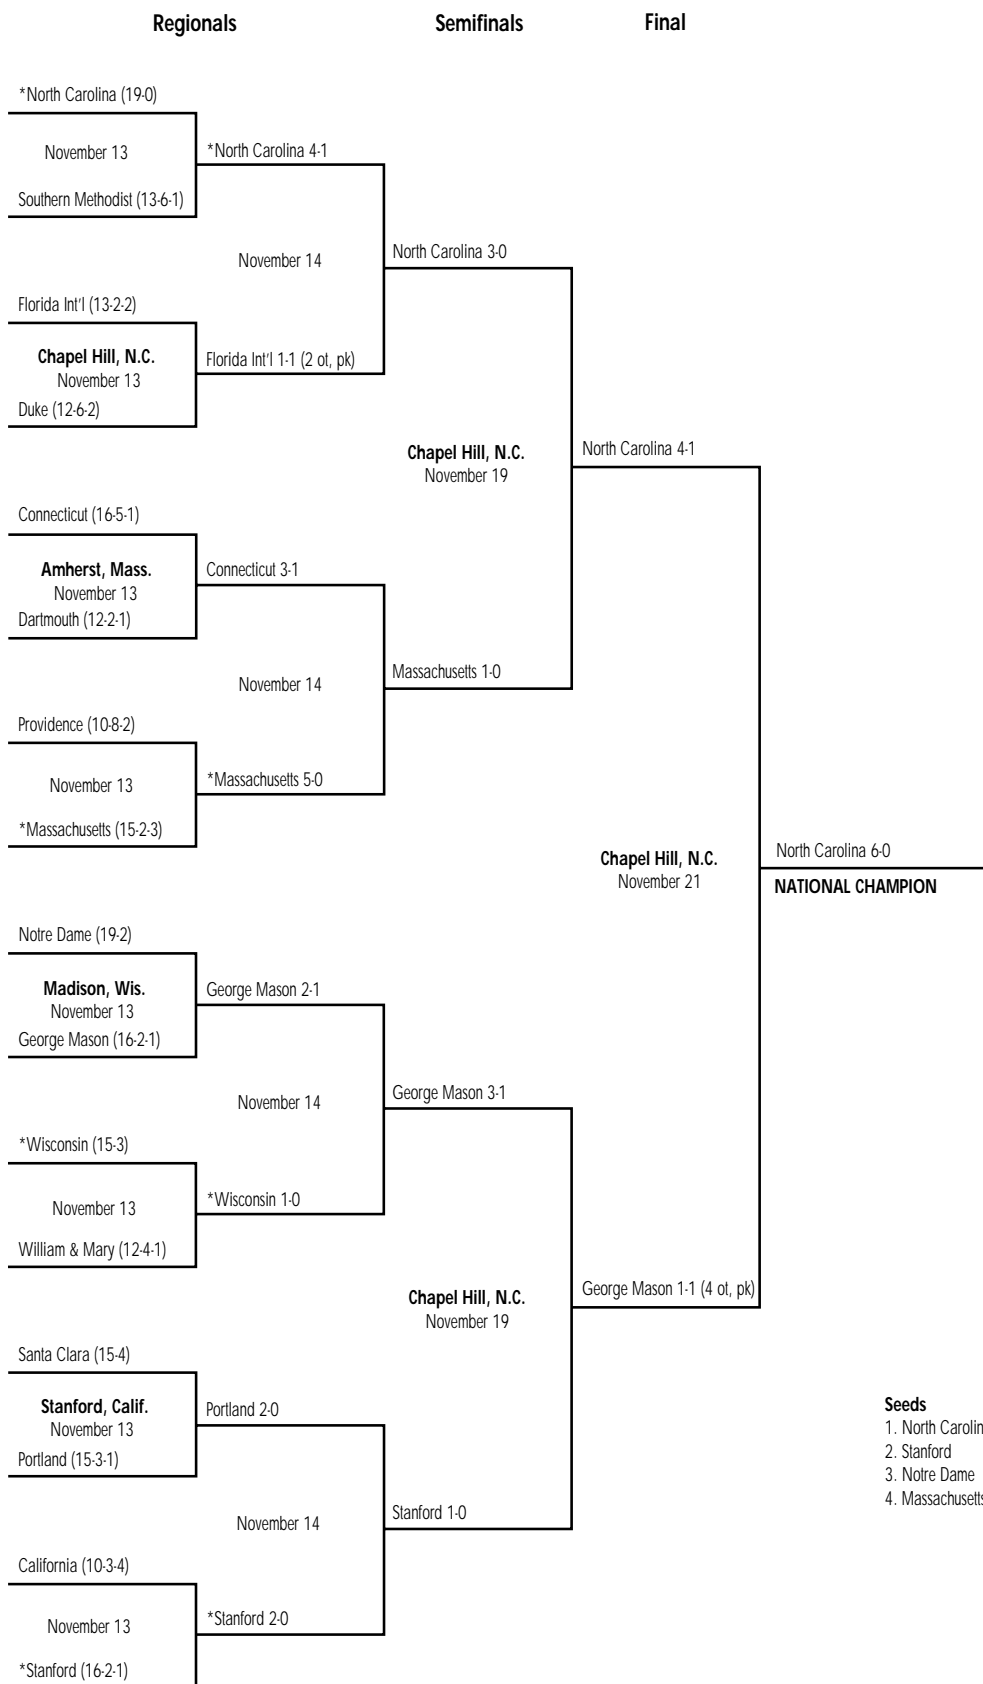 Regionals Semifinals Final
*North Carolina (19-0)
November 13
*North Carolina 4-1
Southern Methodist (13-6-1)
November 14
North Carolina 3-0
Florida Int'l (13-2-2)
Chapel Hill, N.C.
November 13
Florida Int'l 1-1 (2 ot, pk)
Duke (12-6-2)
Chapel Hill, N.C.
November 19
North Carolina 4-1
Connecticut (16-5-1)
Amherst, Mass.
November 13
Connecticut 3-1
Dartmouth (12-2-1)
November 14
Massachusetts 1-0
Providence (10-8-2)
November 13
*Massachusetts 5-0
*Massachusetts (15-2-3)
Chapel Hill, N.C.
November 21
North Carolina 6-0
NATIONAL CHAMPION
Notre Dame (19-2)
Madison, Wis.
November 13
George Mason 2-1
George Mason (16-2-1)
November 14
George Mason 3-1
*Wisconsin (15-3)
November 13
*Wisconsin 1-0
William & Mary (12-4-1)
Chapel Hill, N.C.
November 19
George Mason 1-1 (4 ot, pk)
Santa Clara (15-4)
Stanford, Calif.
November 13
Portland 2-0
Portland (15-3-1)
November 14
Stanford 1-0
California (10-3-4)
November 13
*Stanford 2-0
*Stanford (16-2-1)
Seeds
1. North Carolin
2. Stanford
3. Notre Dame
4. Massachusetts